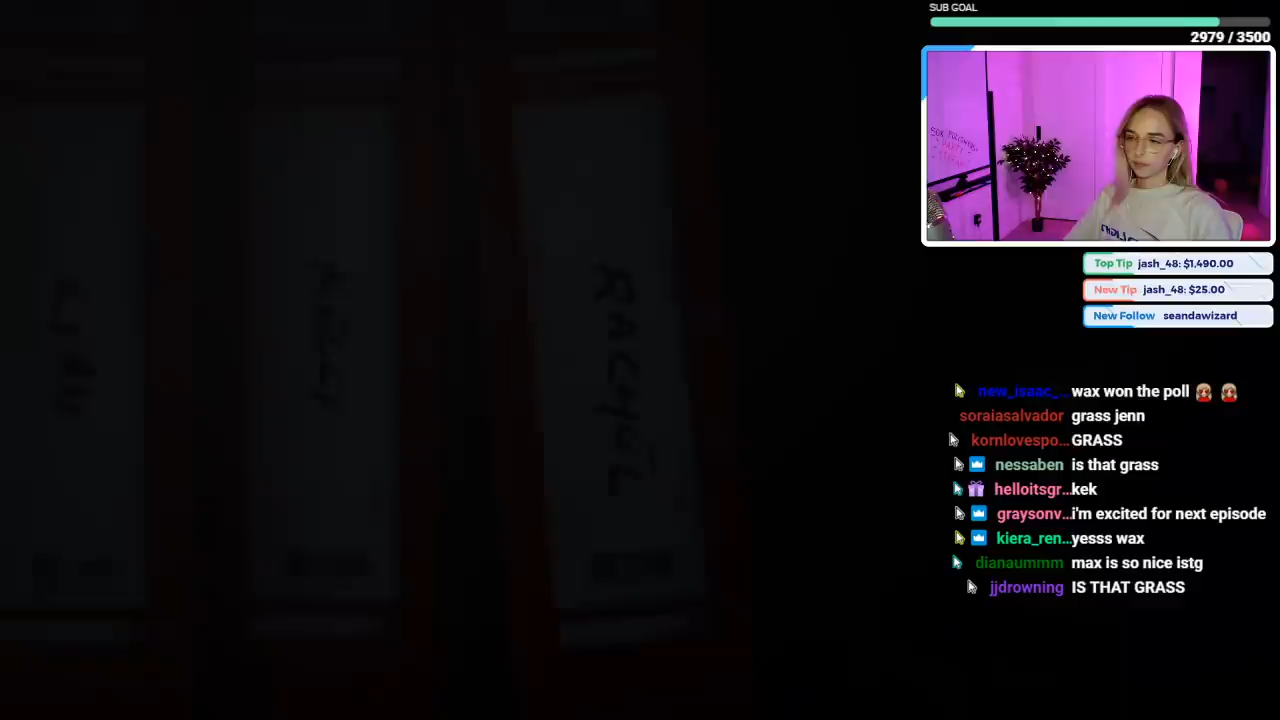 SUB GOAL
2979 / 3500
Top Tip jash_48: $1,490.00
New Tip jash_48: $25.00
New Follow seandawizard
RACHEL
new_isaac_... wax won the poll
soraiasalvador grass jenn
kornlovespo... GRASS
nessaben is that grass
helloitsgr... kek
graysonv... i'm excited for next episode
kiera_ren... yesss wax
dianaummm max is so nice istg
jjdrowning IS THAT GRASS